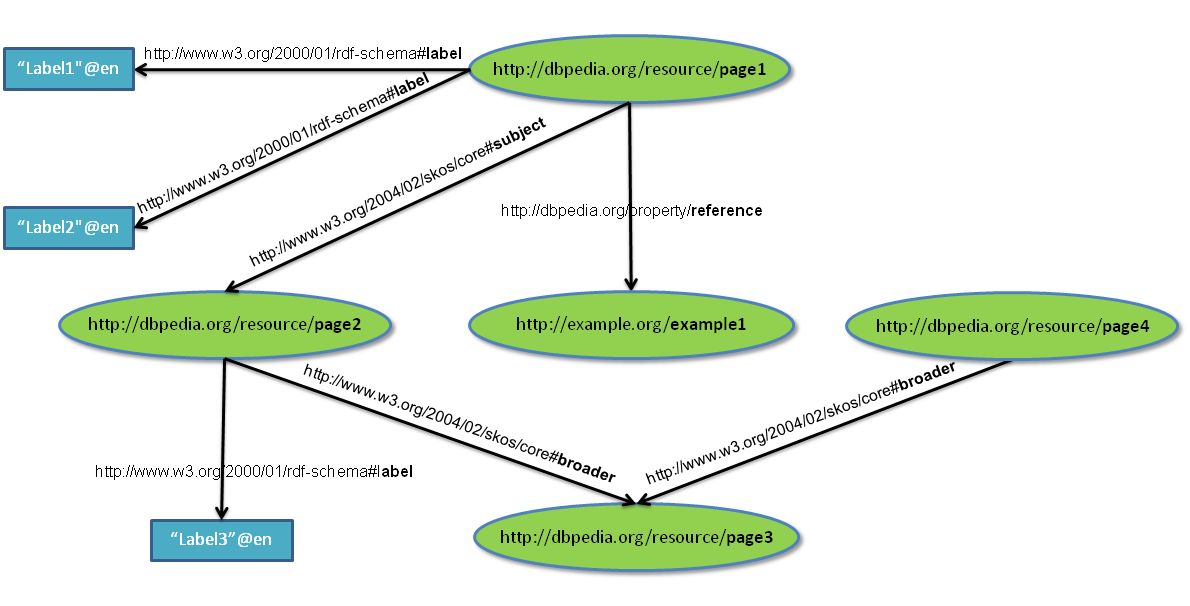 http://www.w3.org/2000/01/rdf-schema#label
“Label1"@en
http://dbpedia.org/resource/page1
http://www.w3.org/2000/01/rdf-schema#label
http://www.w3.org/2004/02/skos/core#subject
“Label2"@en
http://dbpedia.org/property/reference
http://dbpedia.org/resource/page2
http://example.org/example1
http://dbpedia.org/resource/page4
http://www.w3.org/2004/02/skos/core#broader
http://www.w3.org/2004/02/skos/core#broader
http://www.w3.org/2000/01/rdf-schema#label
“Label3”@en
http://dbpedia.org/resource/page3